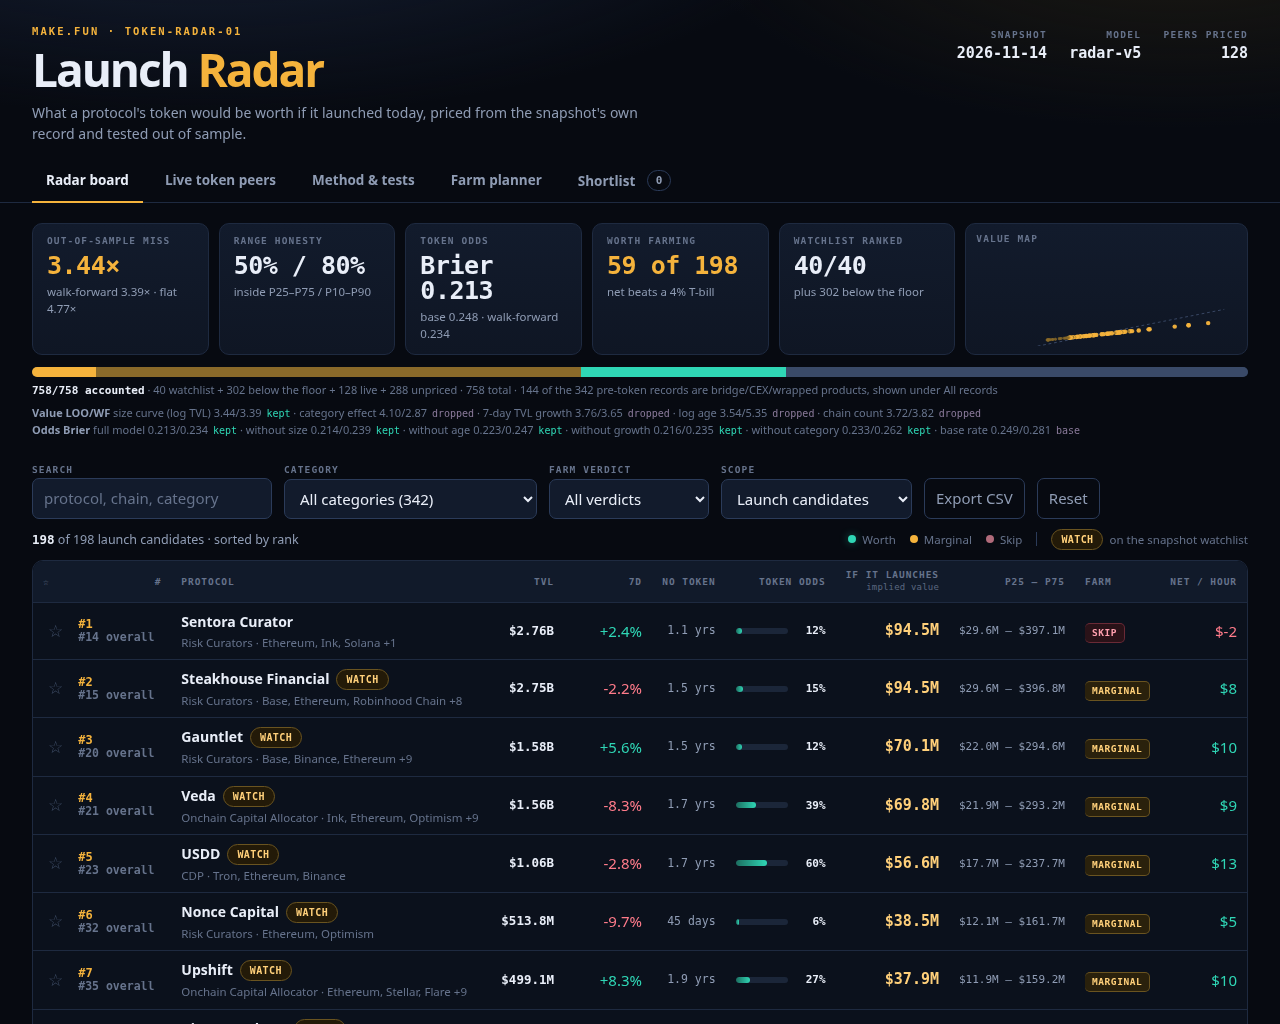 MAKE.FUN · TOKEN-RADAR-01
Launch Radar
What a protocol's token would be worth if it launched today, priced from the snapshot's own
record and tested out of sample.
SNAPSHOT
2026-11-14
MODEL
radar-v5
PEERS PRICED
128
Radar board
Live token peers
Method & tests
Farm planner
Shortlist 0
OUT-OF-SAMPLE MISS
3.44×
walk-forward 3.39× · flat
4.77×
RANGE HONESTY
50% / 80%
inside P25–P75 / P10–P90
TOKEN ODDS
Brier
0.213
base 0.248 · walk-forward
0.234
WORTH FARMING
59 of 198
net beats a 4% T-bill
WATCHLIST RANKED
40/40
plus 302 below the floor
VALUE MAP
758/758 accounted · 40 watchlist + 302 below the floor + 128 live + 288 unpriced · 758 total · 144 of the 342 pre-token records are bridge/CEX/wrapped products, shown under All records
Value LOO/WF size curve (log TVL) 3.44/3.39 kept · category effect 4.10/2.87 dropped · 7-day TVL growth 3.76/3.65 dropped · log age 3.54/5.35 dropped · chain count 3.72/3.82 dropped
Odds Brier full model 0.213/0.234 kept · without size 0.214/0.239 kept · without age 0.223/0.247 kept · without growth 0.216/0.235 kept · without category 0.233/0.262 kept · base rate 0.249/0.281 base
SEARCH
protocol, chain, category
CATEGORY
All categories (342)
FARM VERDICT
All verdicts
SCOPE
Launch candidates
Export CSV
Reset
198 of 198 launch candidates · sorted by rank
Worth Marginal Skip WATCH on the snapshot watchlist
# PROTOCOL TVL 7D NO TOKEN TOKEN ODDS IF IT LAUNCHES P25 — P75 FARM NET / HOUR
implied value
#1 Sentora Curator $2.76B +2.4% 1.1 yrs 12% $94.5M $29.6M — $397.1M SKIP $-2
#14 overall Risk Curators · Ethereum, Ink, Solana +1
#2 Steakhouse Financial WATCH $2.75B -2.2% 1.5 yrs 15% $94.5M $29.6M — $396.8M MARGINAL $8
#15 overall Risk Curators · Base, Ethereum, Robinhood Chain +8
#3 Gauntlet WATCH $1.58B +5.6% 1.5 yrs 12% $70.1M $22.0M — $294.6M MARGINAL $10
#20 overall Risk Curators · Base, Binance, Ethereum +9
#4 Veda WATCH $1.56B -8.3% 1.7 yrs 39% $69.8M $21.9M — $293.2M MARGINAL $9
#21 overall Onchain Capital Allocator · Ink, Ethereum, Optimism +9
#5 USDD WATCH $1.06B -2.8% 1.7 yrs 60% $56.6M $17.7M — $237.7M MARGINAL $13
#23 overall CDP · Tron, Ethereum, Binance
#6 Nonce Capital WATCH $513.8M -9.7% 45 days 6% $38.5M $12.1M — $161.7M MARGINAL $5
#32 overall Risk Curators · Ethereum, Optimism
#7 Upshift WATCH $499.1M +8.3% 1.9 yrs 27% $37.9M $11.9M — $159.2M MARGINAL $10
#35 overall Onchain Capital Allocator · Ethereum, Stellar, Flare +9